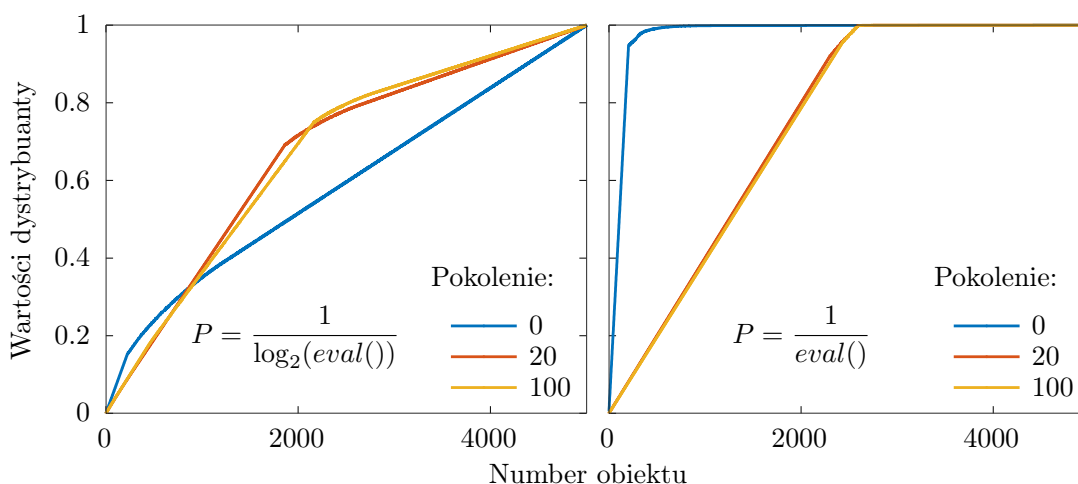 Wartości dystrybuanty
1
0.8
0.6
0.4
0.2
0
Pokolenie:
P = 1 / log₂(eval())
0
20
100
0 2000 4000
Pokolenie:
P = 1 / eval()
0
20
100
0 2000 4000
Number obiektu